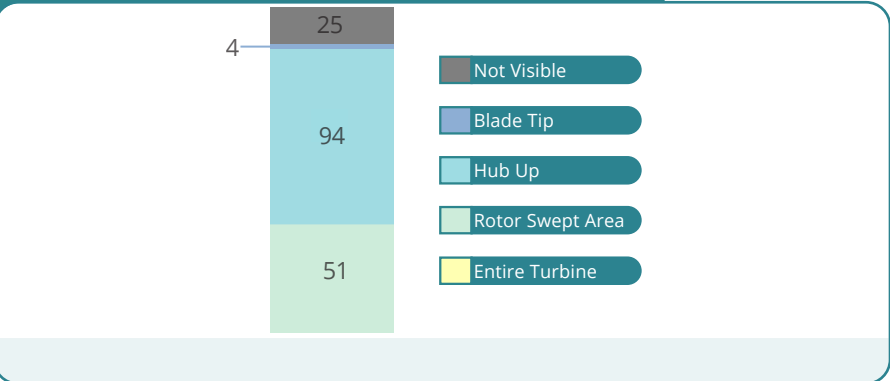 25
4
94
51
Not Visible
Blade Tip
Hub Up
Rotor Swept Area
Entire Turbine